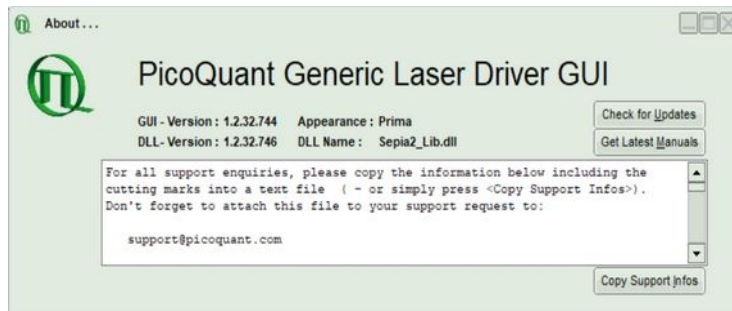 About...
PicoQuant Generic Laser Driver GUI
GUI - Version : 1.2.32.744 Appearance : Prima
DLL- Version : 1.2.32.746 DLL Name : Sepia2_Lib.dll
Check for Updates
Get Latest Manuals
For all support enquiries, please copy the information below including the
cutting marks into a text file ( - or simply press <Copy Support Infos>).
Don't forget to attach this file to your support request to:
support@picoquant.com
Copy Support Infos